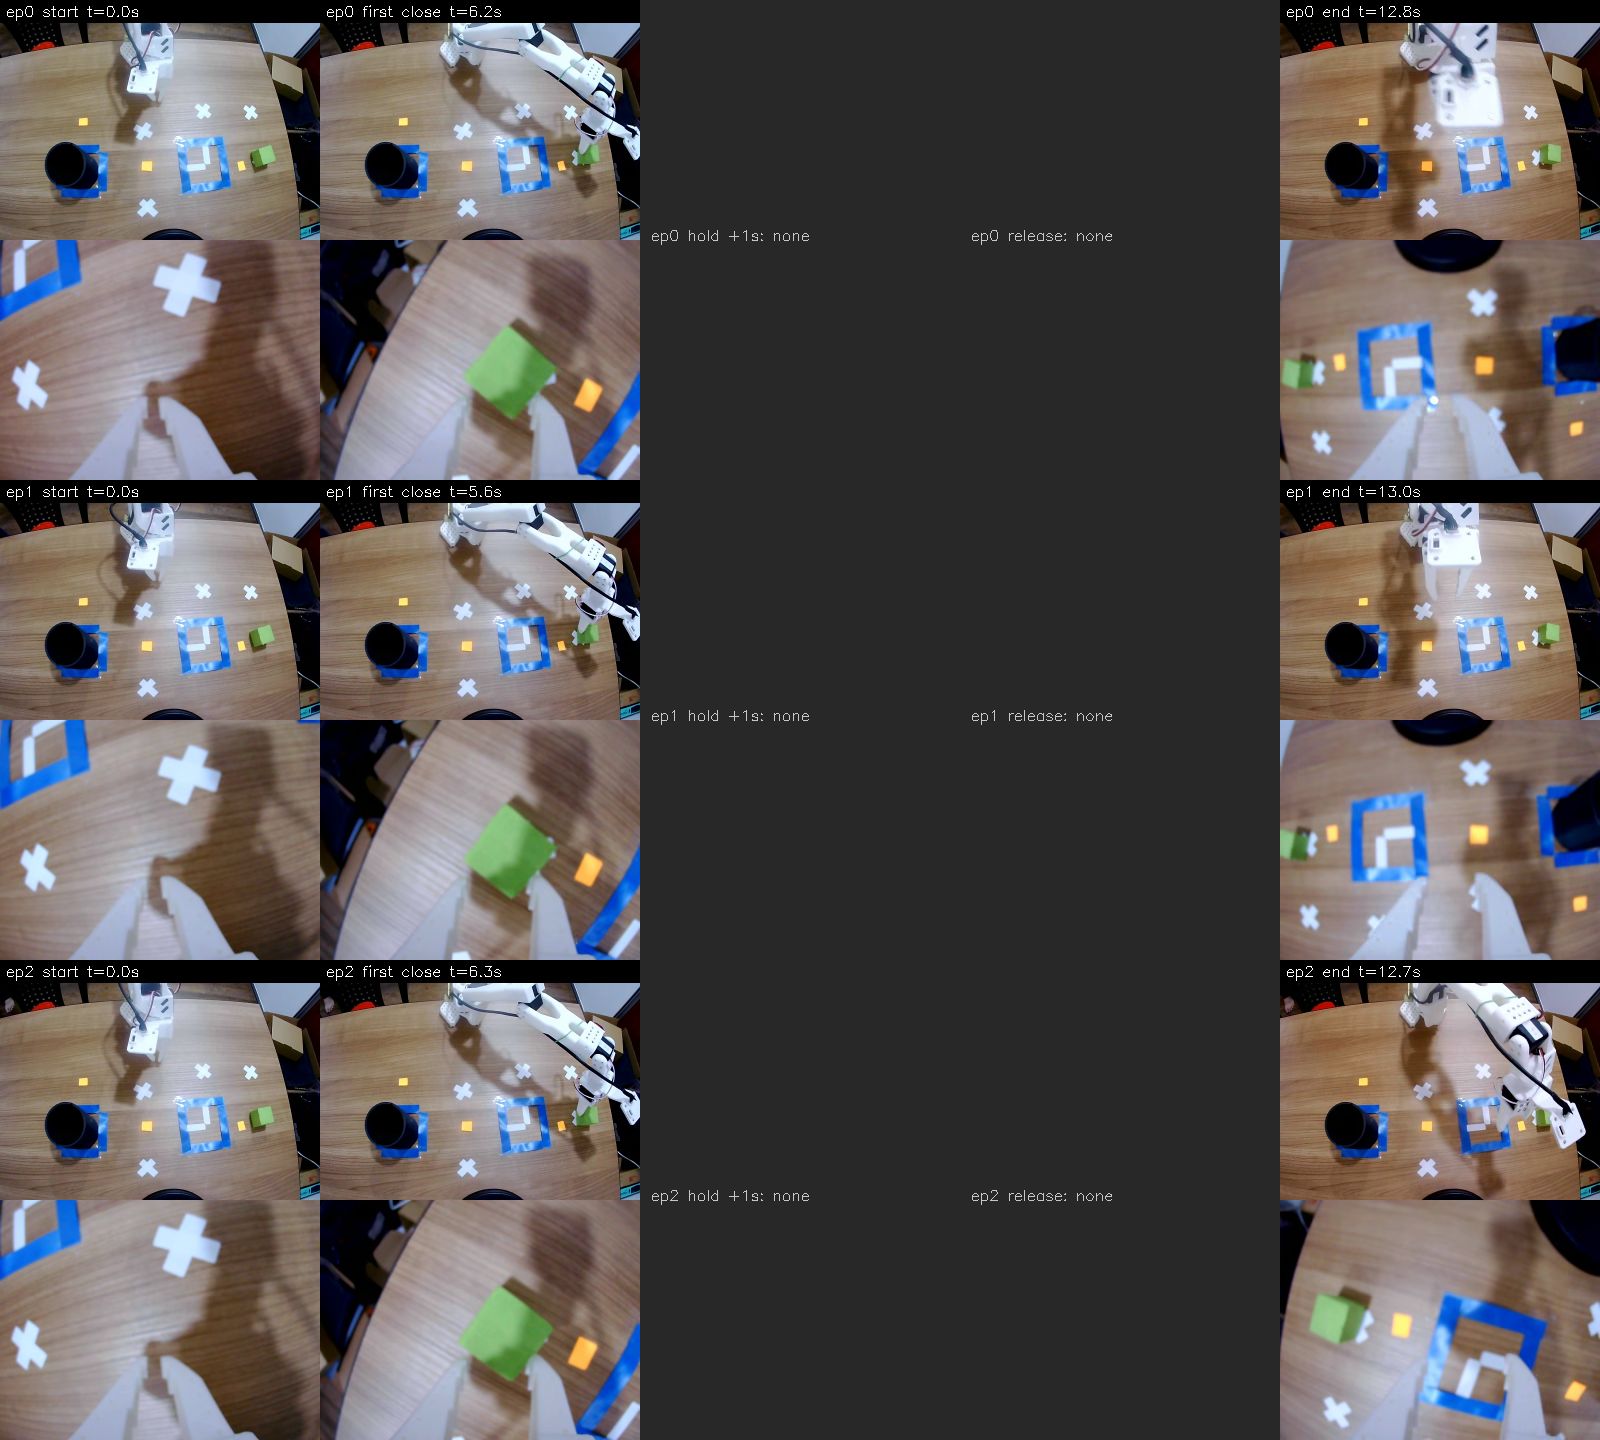 ep0 start t=0.0s
ep0 first close t=6.2s
ep0 end t=12.8s
ep0 hold +1s: none
ep0 release: none
ep1 start t=0.0s
ep1 first close t=5.6s
ep1 end t=13.0s
ep1 hold +1s: none
ep1 release: none
ep2 start t=0.0s
ep2 first close t=6.3s
ep2 end t=12.7s
ep2 hold +1s: none
ep2 release: none